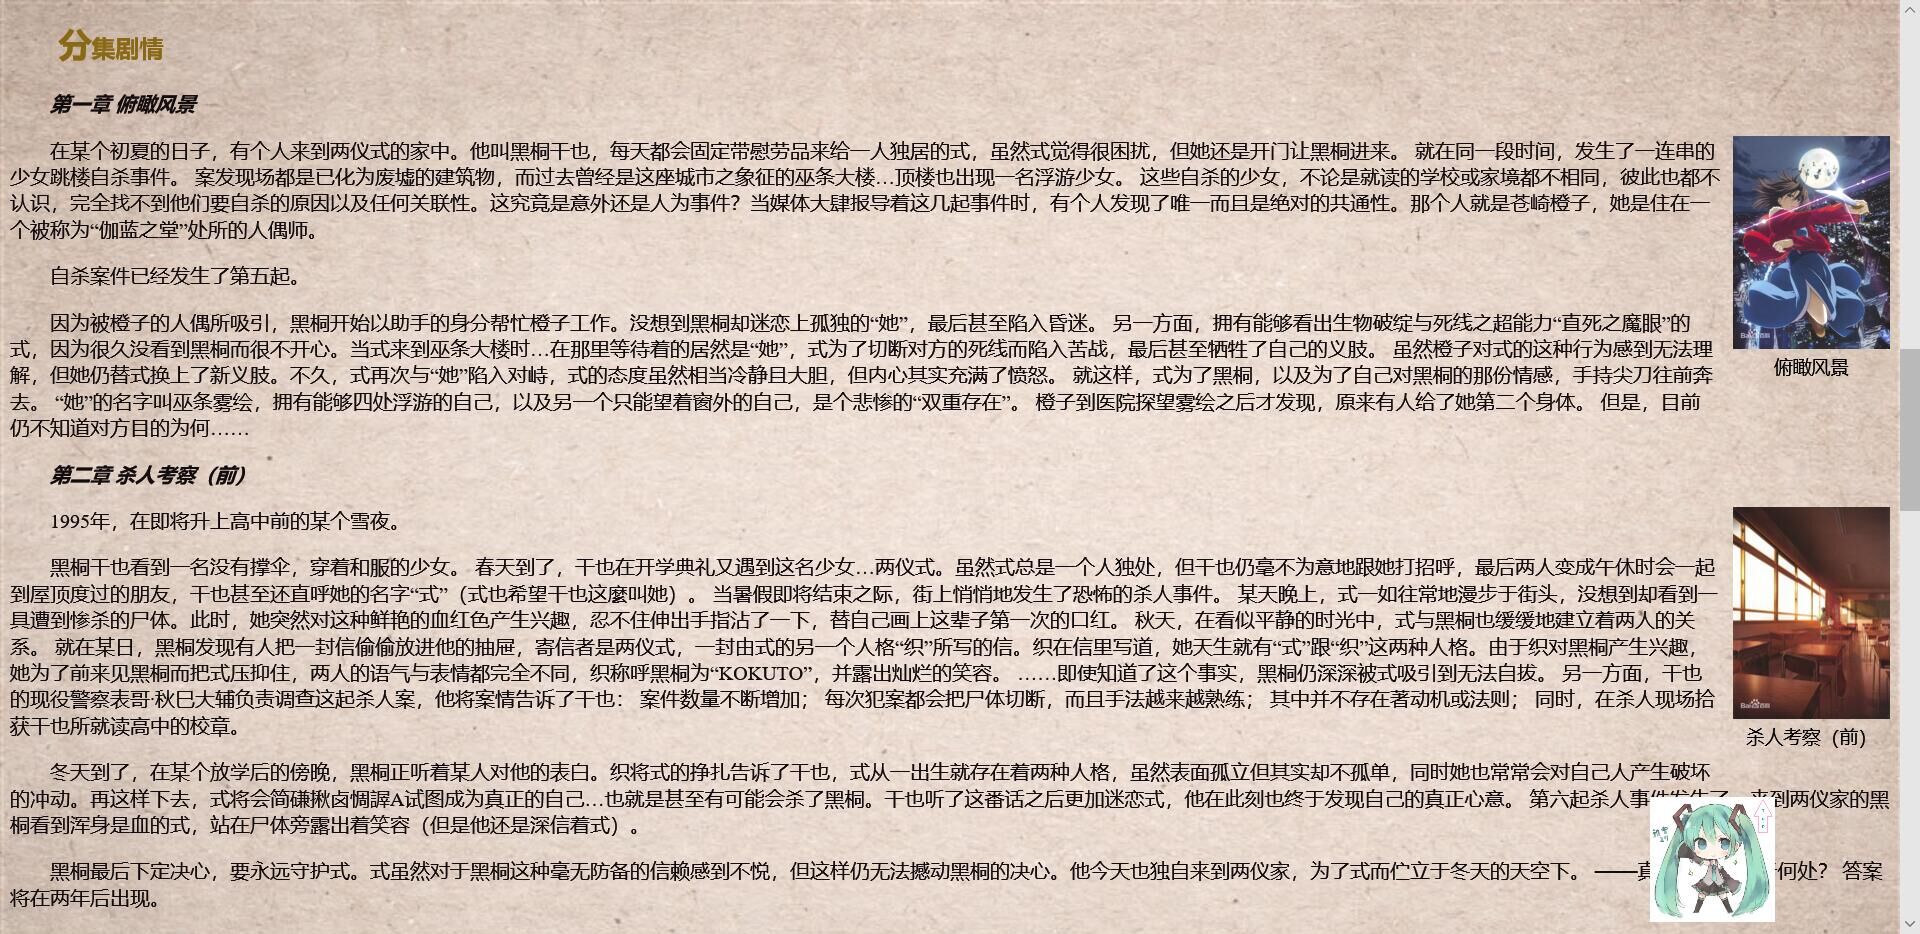 分集剧情
第一章 俯瞰风景
在某个初夏的日子，有个人来到两仪式的家中。他叫黑桐干也，每天都会固定带慰劳品来给一人独居的式，虽然式觉得很困扰，但她还是开门让黑桐进来。 就在同一段时间，发生了一连串的
少女跳楼自杀事件。 案发现场都是已化为废墟的建筑物，而过去曾经是这座城市之象征的巫条大楼…顶楼也出现一名浮游少女。 这些自杀的少女，不论是就读的学校或家境都不相同，彼此也都不
认识，完全找不到他们要自杀的原因以及任何关联性。这究竟是意外还是人为事件？当媒体大肆报导着这几起事件时，有个人发现了唯一而且是绝对的共通性。那个人就是苍崎橙子，她是住在一
个被称为“伽蓝之堂”处所的人偶师。
自杀案件已经发生了第五起。
因为被橙子的人偶所吸引，黑桐开始以助手的身分帮忙橙子工作。没想到黑桐却迷恋上孤独的“她”，最后甚至陷入昏迷。 另一方面，拥有能够看出生物破绽与死线之超能力“直死之魔眼”的
式，因为很久没看到黑桐而很不开心。当式来到巫条大楼时…在那里等待着的居然是“她”，式为了切断对方的死线而陷入苦战，最后甚至牺牲了自己的义肢。 虽然橙子对式的这种行为感到无法理
解，但她仍替式换上了新义肢。不久，式再次与“她”陷入对峙，式的态度虽然相当冷静且大胆，但内心其实充满了愤怒。 就这样，式为了黑桐，以及为了自己对黑桐的那份情感，手持尖刀往前奔
去。 “她”的名字叫巫条雾绘，拥有能够四处浮游的自己，以及另一个只能望着窗外的自己，是个悲惨的“双重存在”。 橙子到医院探望雾绘之后才发现，原来有人给了她第二个身体。 但是，目前
仍不知道对方目的为何……
俯瞰风景
第二章 杀人考察（前）
1995年，在即将升上高中前的某个雪夜。
黑桐干也看到一名没有撑伞，穿着和服的少女。 春天到了，干也在开学典礼又遇到这名少女…两仪式。虽然式总是一个人独处，但干也仍毫不为意地跟她打招呼，最后两人变成午休时会一起
到屋顶度过的朋友，干也甚至还直呼她的名字“式”（式也希望干也这麼叫她）。 当暑假即将结束之际，街上悄悄地发生了恐怖的杀人事件。 某天晚上，式一如往常地漫步于街头，没想到却看到一
具遭到惨杀的尸体。此时，她突然对这种鲜艳的血红色产生兴趣，忍不住伸出手指沾了一下，替自己画上这辈子第一次的口红。 秋天，在看似平静的时光中，式与黑桐也缓缓地建立着两人的关
系。 就在某日，黑桐发现有人把一封信偷偷放进他的抽屉，寄信者是两仪式，一封由式的另一个人格“织”所写的信。织在信里写道，她天生就有“式”跟“织”这两种人格。由于织对黑桐产生兴趣，
她为了前来见黑桐而把式压抑住，两人的语气与表情都完全不同，织称呼黑桐为“KOKUTO”，并露出灿烂的笑容。 ……即使知道了这个事实，黑桐仍深深被式吸引到无法自拔。 另一方面，干也
的现役警察表哥·秋巳大辅负责调查这起杀人案，他将案情告诉了干也： 案件数量不断增加； 每次犯案都会把尸体切断，而且手法越来越熟练； 其中并不存在著动机或法则； 同时，在杀人现场拾
获干也所就读高中的校章。
杀人考察（前）
冬天到了，在某个放学后的傍晚，黑桐正听着某人对他的表白。织将式的挣扎告诉了干也，式从一出生就存在着两种人格，虽然表面孤立但其实却不孤单，同时她也常常会对自己人产生破坏
的冲动。再这样下去，式将会简磏揪卤惆諢A试图成为真正的自己…也就是甚至有可能会杀了黑桐。干也听了这番话之后更加迷恋式，他在此刻也终于发现自己的真正心意。 第六起杀人事件发生了，来到两仪家的黑
桐看到浑身是血的式，站在尸体旁露出着笑容（但是他还是深信着式）。
黑桐最后下定决心，要永远守护式。式虽然对于黑桐这种毫无防备的信赖感到不悦，但这样仍无法撼动黑桐的决心。他今天也独自来到两仪家，为了式而伫立于冬天的天空下。 ——真 何处？ 答案
将在两年后出现。